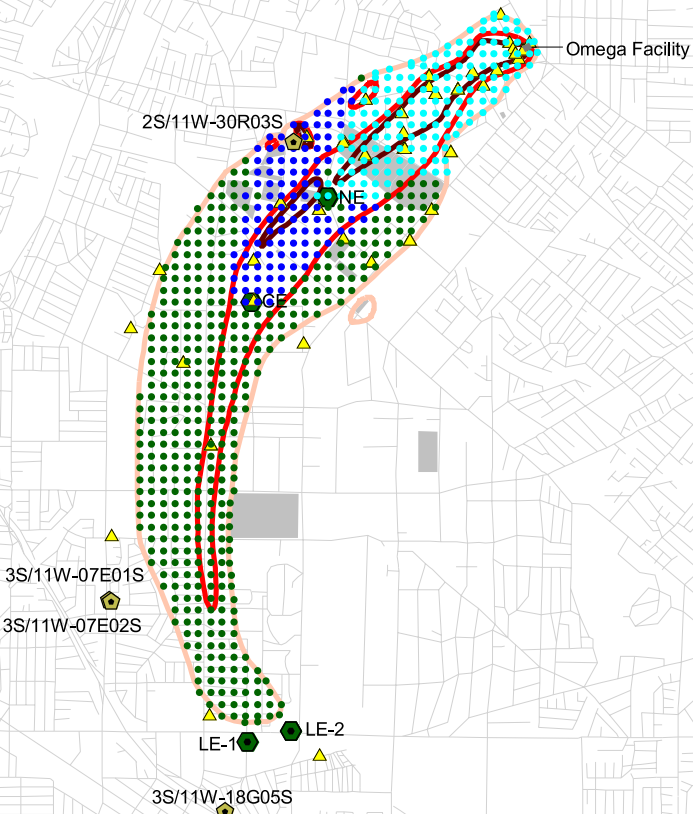 Omega Facility
2S/11W-30R03S
NE
CE
3S/11W-07E01S
3S/11W-07E02S
LE-2
LE-1
3S/11W-18G05S